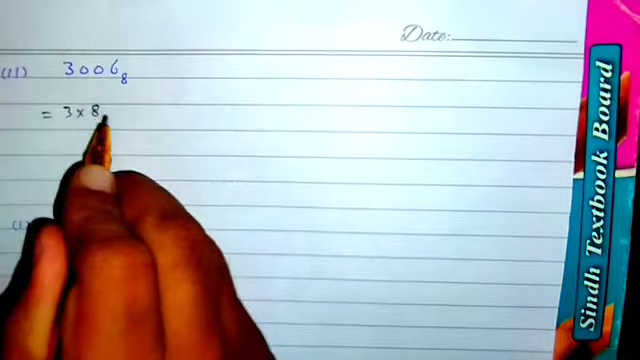 Date:
(iii) 3006₈
= 3 × 8
Sindh Textbook Board